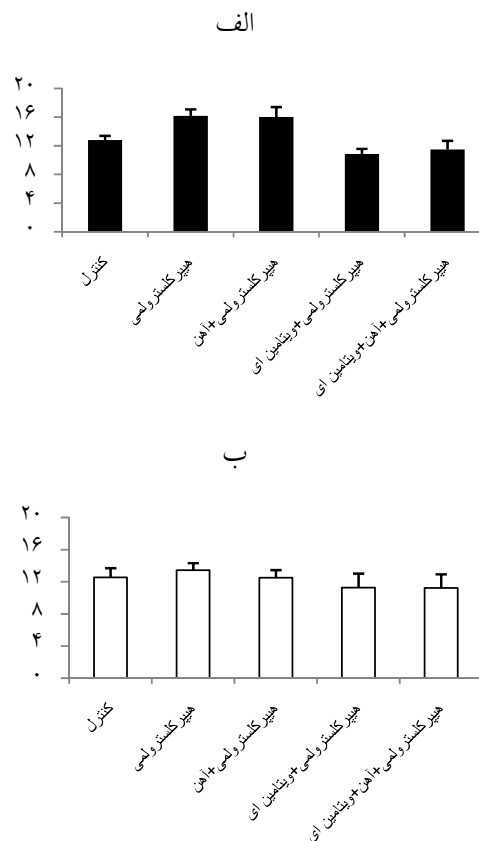 الف
۲۰
۱۶
۱۲
۸
۴
۰
کنترل
هیپرکلسترولمی
هیپرکلسترولمی+آهن
هیپرکلسترولمی+ویتامین ای
هیپرکلسترولمی+آهن+ویتامین ای
ب
۲۰
۱۶
۱۲
۸
۴
۰
کنترل
هیپرکلسترولمی
هیپرکلسترولمی+آهن
هیپرکلسترولمی+ویتامین ای
هیپرکلسترولمی+آهن+ویتامین ای